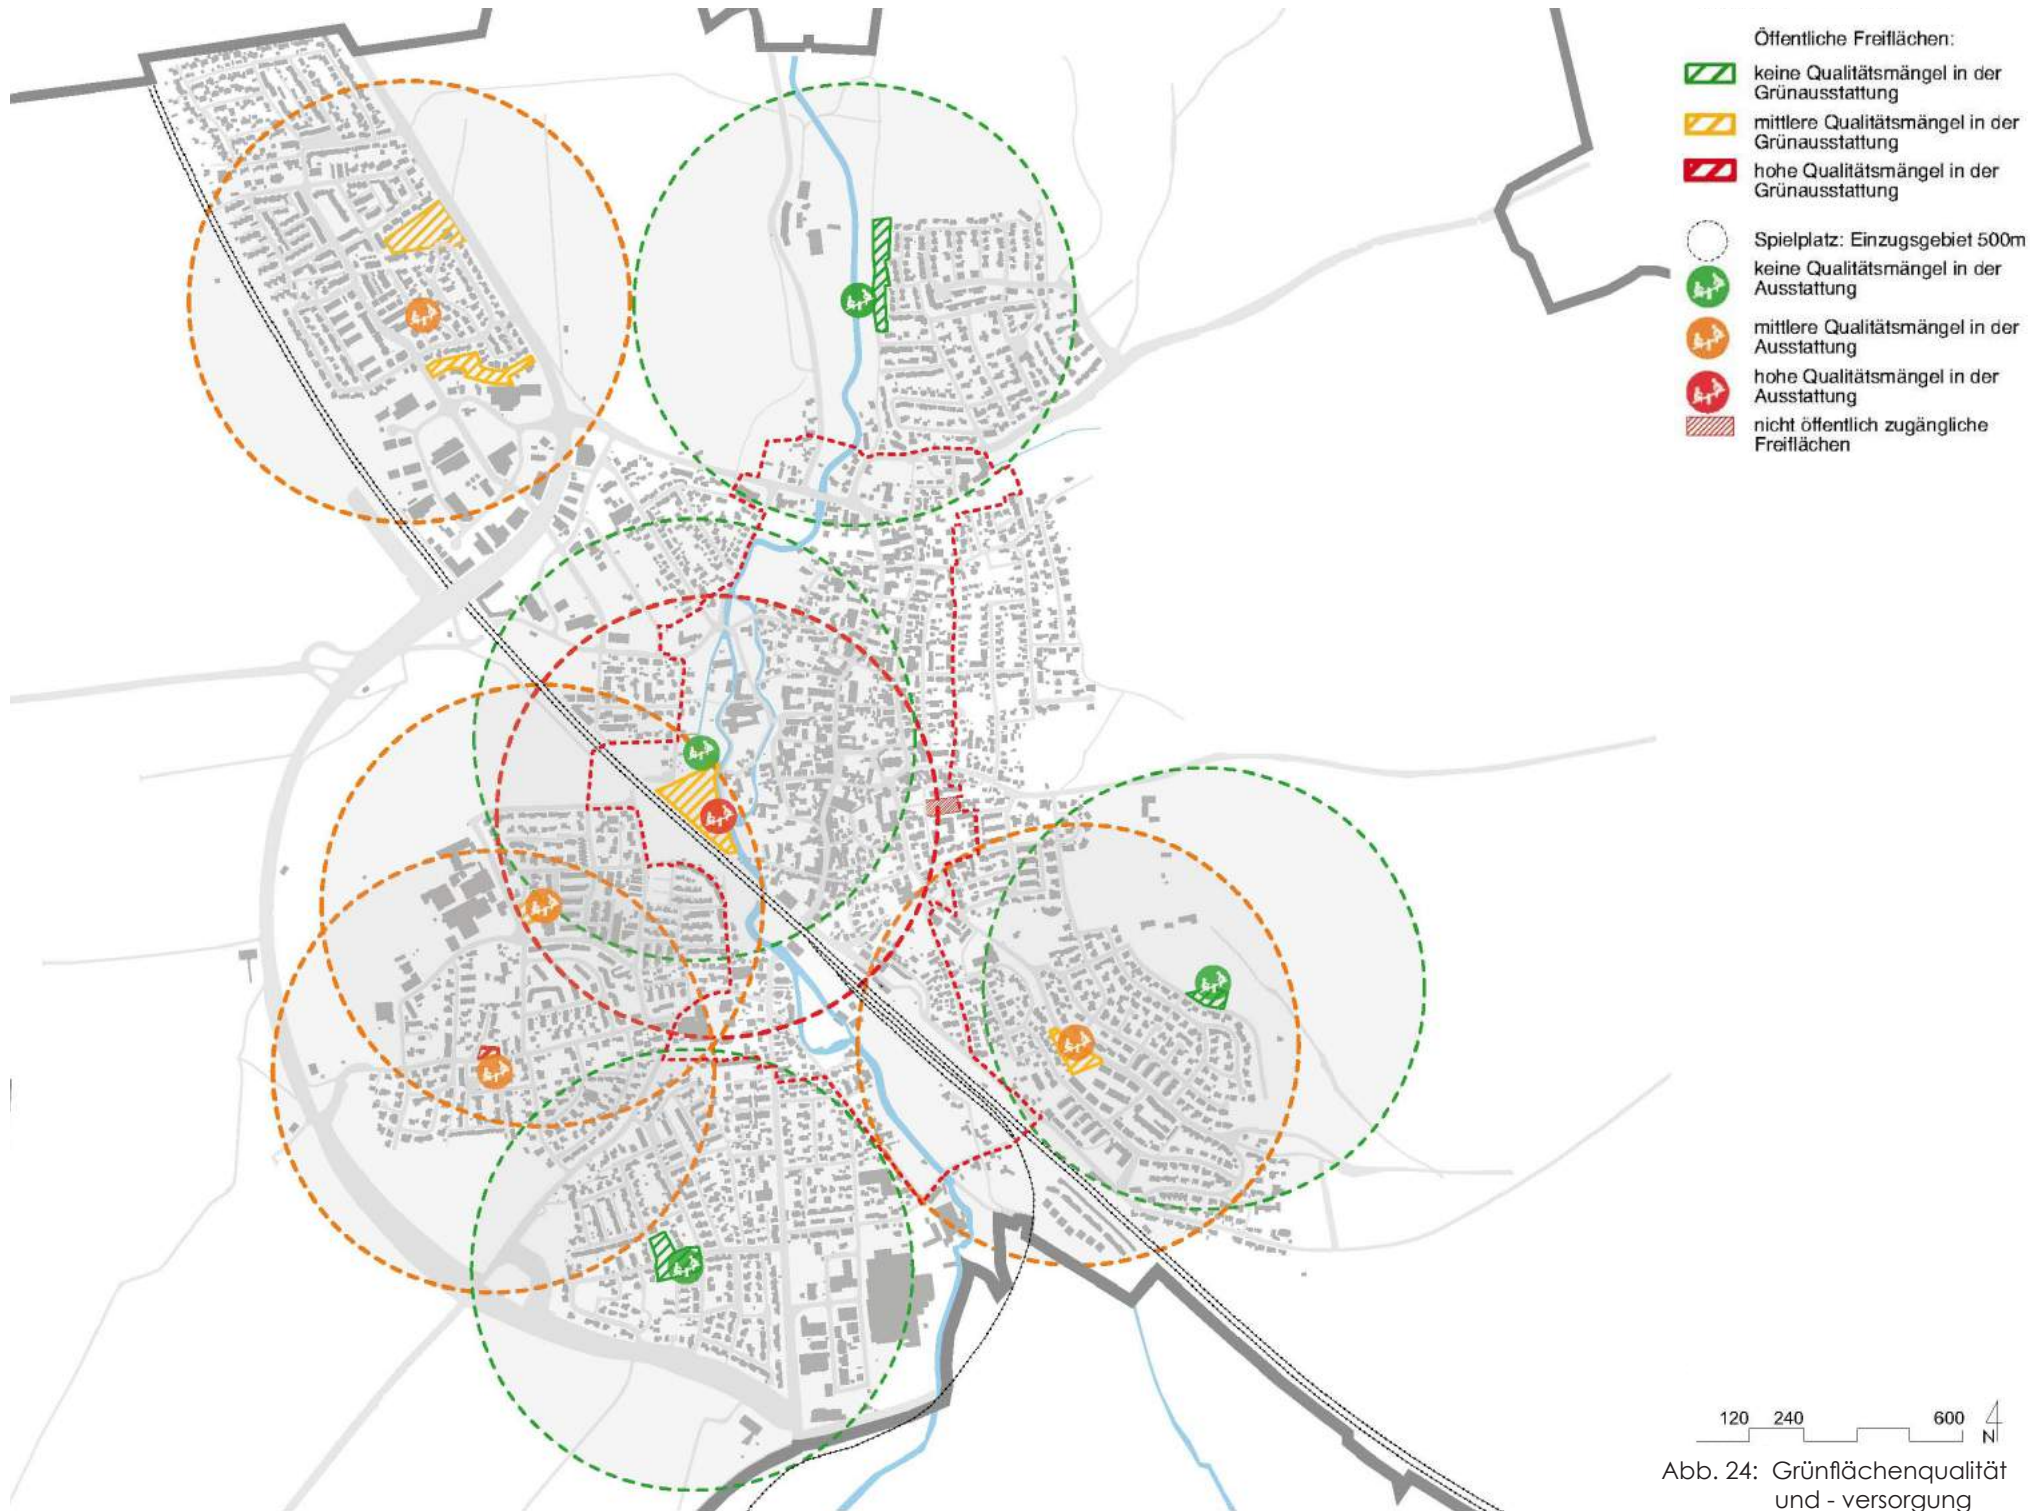 Öffentliche Freiflächen:
keine Qualitätsmängel in der
Grünausstattung
mittlere Qualitätsmängel in der
Grünausstattung
hohe Qualitätsmängel in der
Grünausstattung
Spielplatz: Einzugsgebiet 500m
keine Qualitätsmängel in der
Ausstattung
mittlere Qualitätsmängel in der
Ausstattung
hohe Qualitätsmängel in der
Ausstattung
nicht öffentlich zugängliche
Freiflächen
120 240 600
N
Abb. 24: Grünflächenqualität
und - versorgung